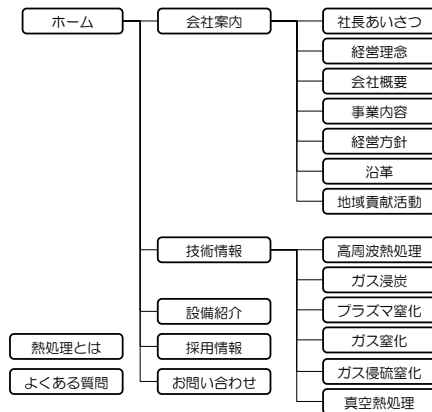 ホーム
会社案内
社長あいさつ
経営理念
会社概要
事業内容
経営方針
沿革
地域貢献活動
技術情報
高周波熱処理
ガス浸炭
プラズマ窒化
ガス窒化
ガス侵硫窒化
真空熱処理
設備紹介
採用情報
お問い合わせ
熱処理とは
よくある質問